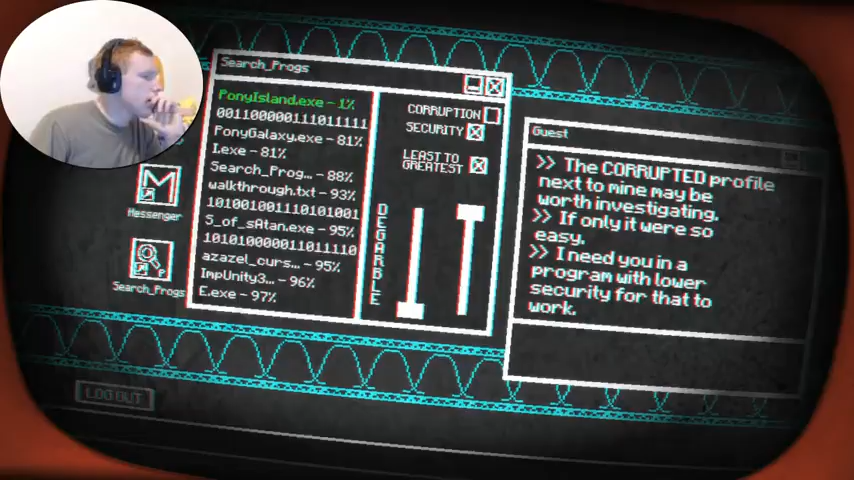 Search_Progs
PonyIsland.exe - 1%
PonyGalaxy.exe - 81%
I.exe - 81%
Search_Prog... - 88%
walkthrough.txt - 93%
1010010011101010​01
S_of_sAtan.exe - 95%
azazel_curs... - 95%
ImpUnity3... - 96%
E.exe - 97%
CORRUPTION
SECURITY
LEAST TO
GREATEST
DEGARBLE
Messenger
Search_Progs
LOG OUT
Guest
>> The CORRUPTED profile
next to mine may be
worth investigating.
>> If only it were so
easy.
>> I need you in a
program with lower
security for that to
work.